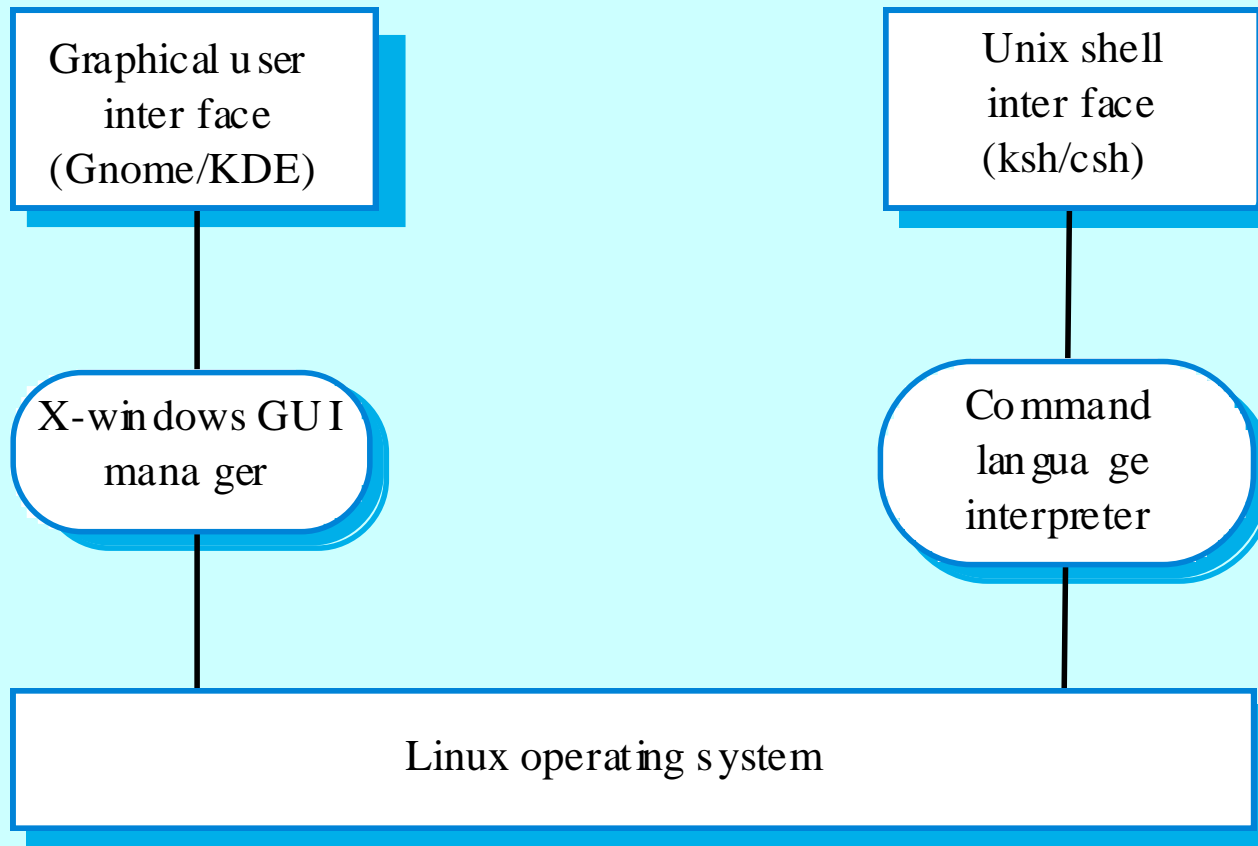 Graphical user
interface
(Gnome/KDE)
Unix shell
interface
(ksh/csh)
X-windows GUI
manager
Command
language
interpreter
Linux operating system